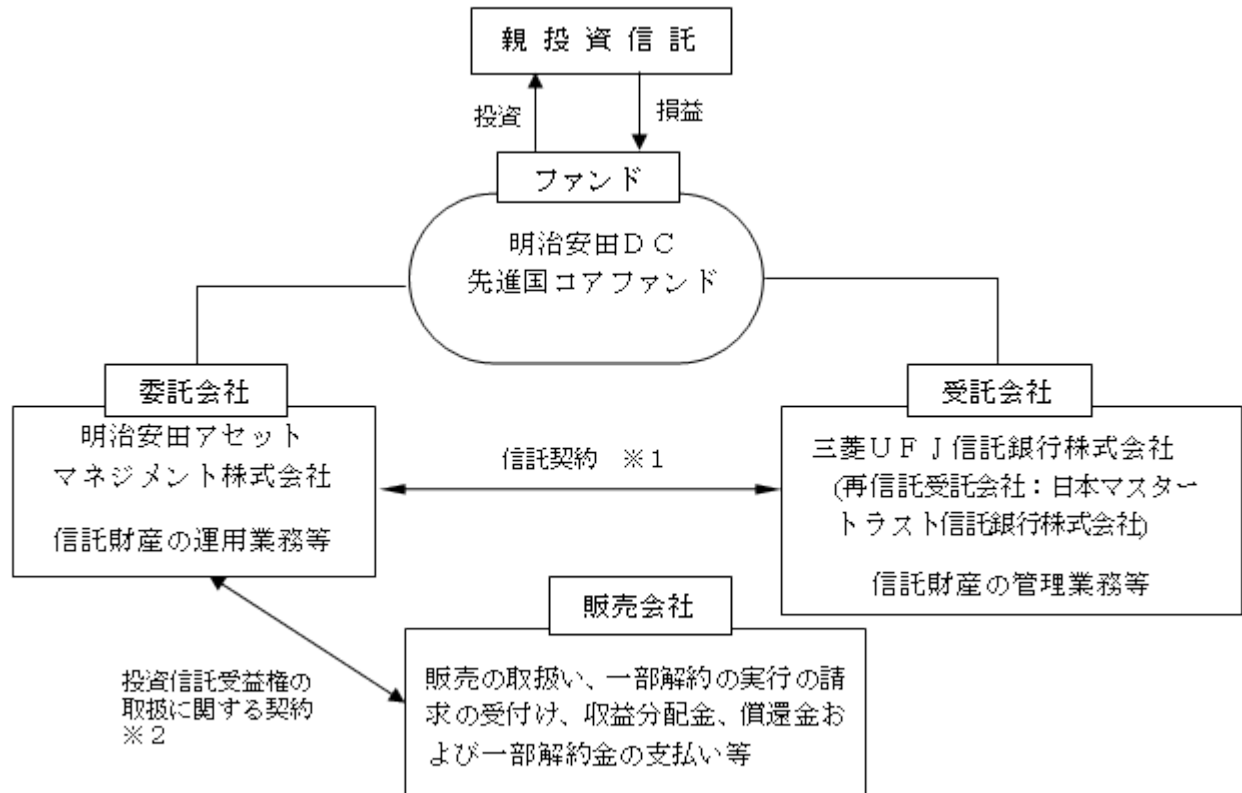 親投資信託
投資
損益
ファンド
明治安田DC
先進国コアファンド
委託会社
明治安田アセット
マネジメント株式会社
信託財産の運用業務等
信託契約 ※1
受託会社
三菱UFJ信託銀行株式会社
(再信託受託会社:日本マスター
トラスト信託銀行株式会社)
信託財産の管理業務等
投資信託受益権の
取扱に関する契約
※2
販売会社
販売の取扱い、一部解約の実行の請
求の受付け、収益分配金、償還金お
よび一部解約金の支払い等